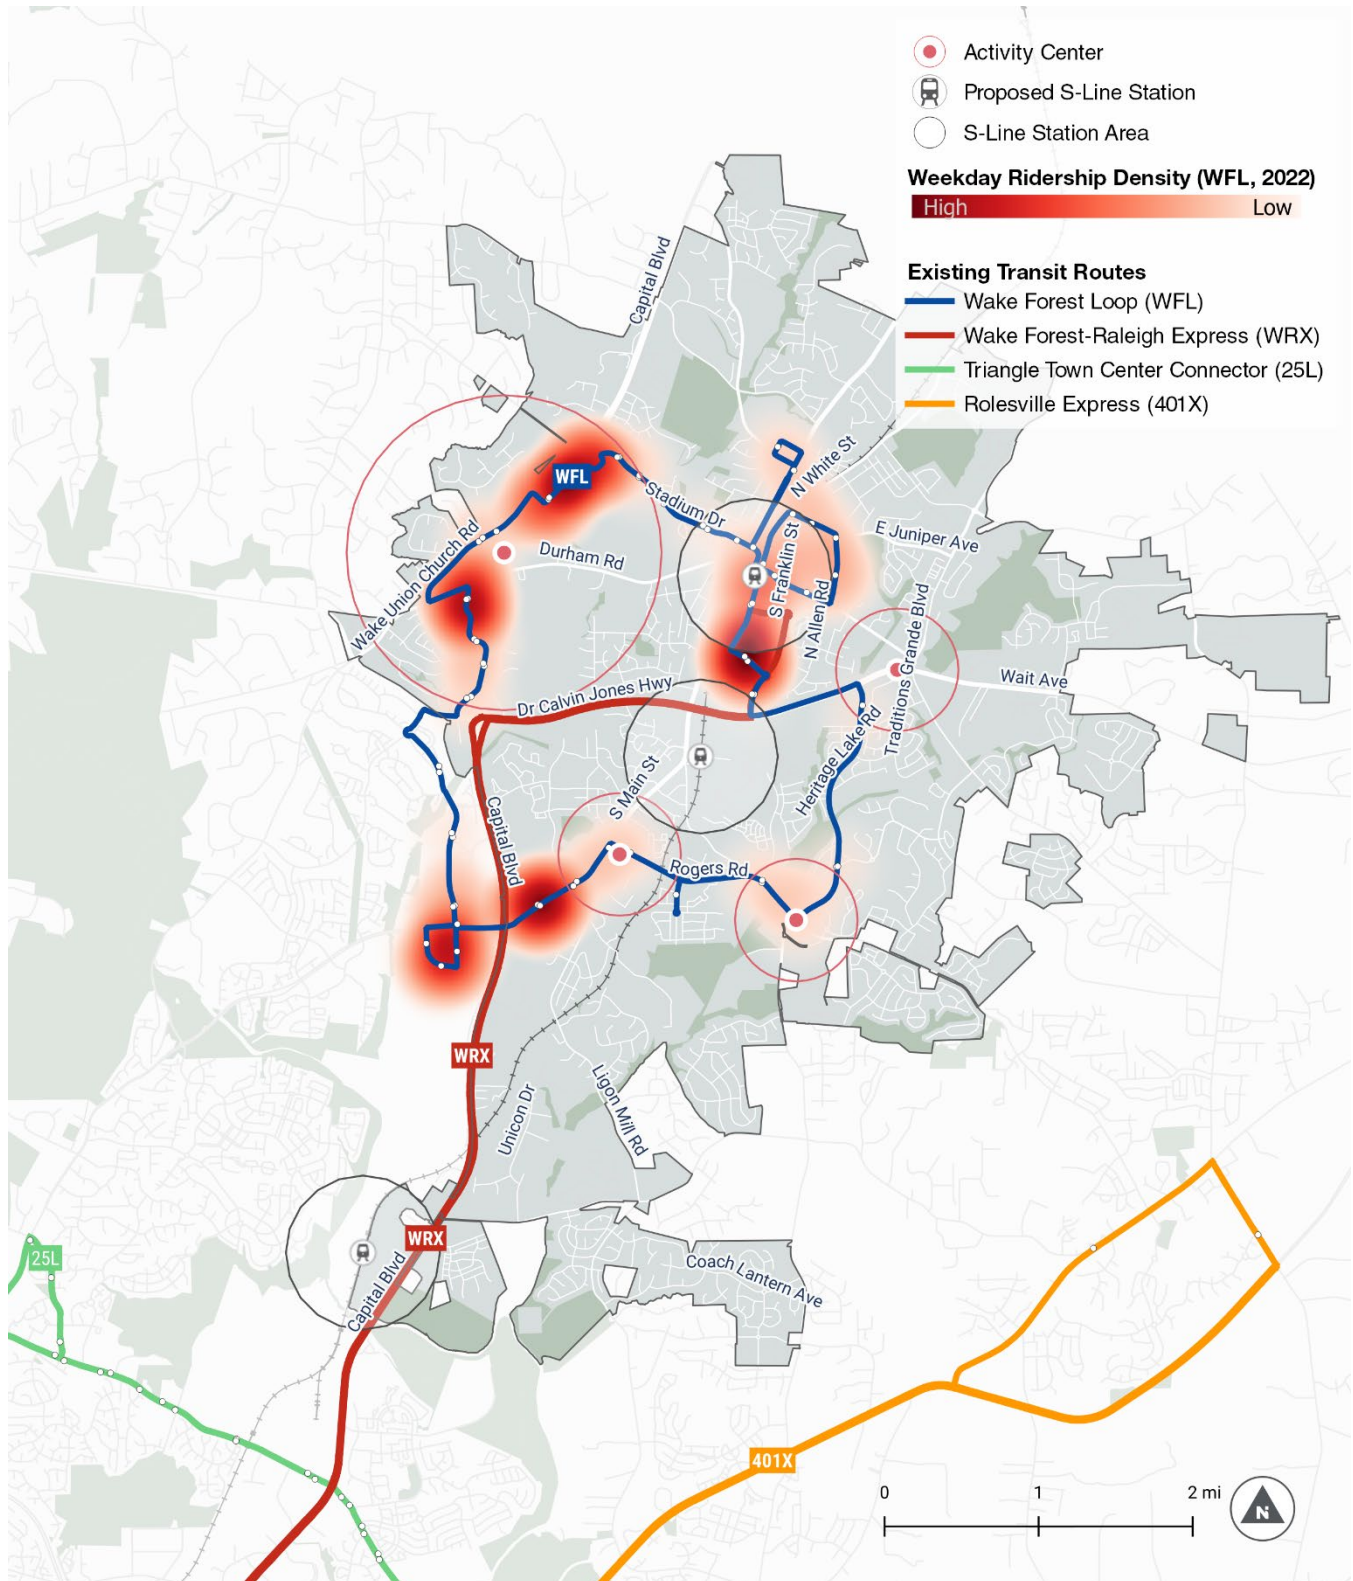 Activity Center
Proposed S-Line Station
S-Line Station Area
Weekday Ridership Density (WFL, 2022)
High Low
Existing Transit Routes
Wake Forest Loop (WFL)
Wake Forest-Raleigh Express (WRX)
Triangle Town Center Connector (25L)
Rolesville Express (401X)
Capital Blvd
WFL
N White St
Stadium Dr
E Juniper Ave
Durham Rd
S Franklin St
Wake Union Church Rd
N Allen Rd
Traditions Grande Blvd
Wait Ave
Dr Calvin Jones Hwy
Heritage Lake Rd
S Main St
Capital Blvd
Rogers Rd
WRX
Unicon Dr
Ligon Mill Rd
WRX
25L
Capital Blvd
Coach Lantern Ave
401X
0 1 2 mi
N